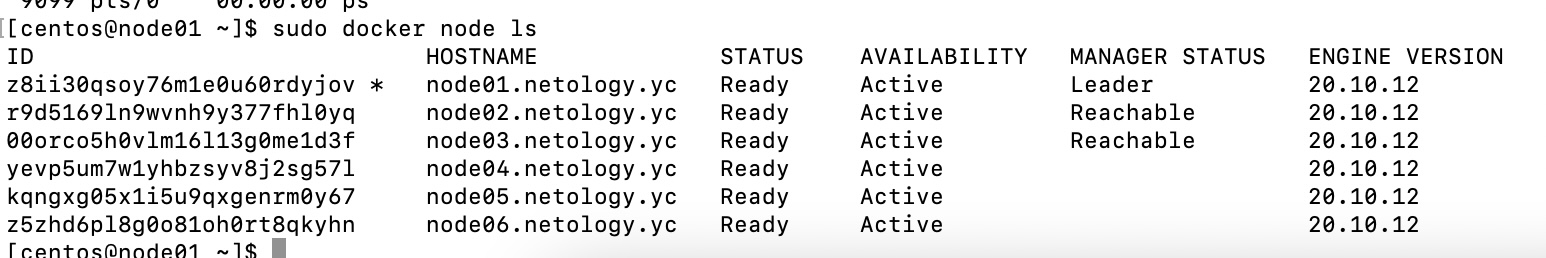 9099 pts/0    00:00:00 ps
[centos@node01 ~]$ sudo docker node ls
ID                            HOSTNAME             STATUS    AVAILABILITY   MANAGER STATUS   ENGINE VERSION
z8ii30qsoy76m1e0u60rdyjov *   node01.netology.yc   Ready     Active         Leader           20.10.12
r9d5169ln9wvnh9y377fhl0yq     node02.netology.yc   Ready     Active         Reachable        20.10.12
00orco5h0vlm16l13g0me1d3f     node03.netology.yc   Ready     Active         Reachable        20.10.12
yevp5um7w1yhbzsyv8j2sg57l     node04.netology.yc   Ready     Active                          20.10.12
kqngxg05x1i5u9qxgenrm0y67     node05.netology.yc   Ready     Active                          20.10.12
z5zhd6pl8g0o81oh0rt8qkyhn     node06.netology.yc   Ready     Active                          20.10.12
[centos@node01 ~]$